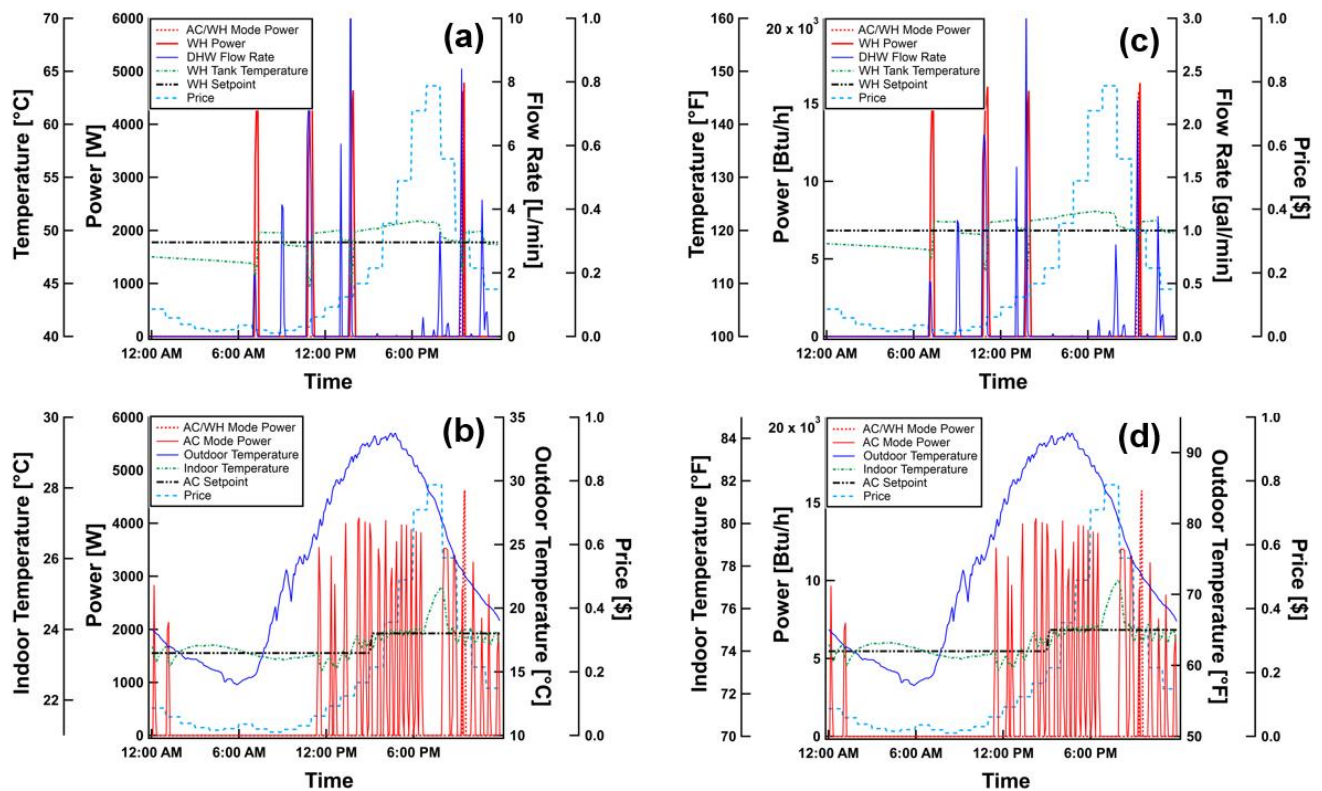 (a)
AC/WH Mode Power
WH Power
DHW Flow Rate
WH Tank Temperature
WH Setpoint
Price
Temperature [°C]
70
65
60
55
50
45
40
Power [W]
6000
5000
4000
3000
2000
1000
0
Flow Rate [L/min]
10
8
6
4
2
0
Price [$]
1.0
0.8
0.6
0.4
0.2
0.0
12:00 AM 6:00 AM 12:00 PM 6:00 PM
Time
(c)
AC/WH Mode Power
WH Power
DHW Flow Rate
WH Tank Temperature
WH Setpoint
Price
Temperature [°F]
160
150
140
130
120
110
100
Power [Btu/h]
20 x 10³
15
10
5
0
Flow Rate [gal/min]
3.0
2.5
2.0
1.5
1.0
0.5
0.0
Price [$]
1.0
0.8
0.6
0.4
0.2
0.0
12:00 AM 6:00 AM 12:00 PM 6:00 PM
Time
(b)
AC/WH Mode Power
AC Mode Power
Outdoor Temperature
Indoor Temperature
AC Setpoint
Price
Indoor Temperature [°C]
30
28
26
24
22
Power [W]
6000
5000
4000
3000
2000
1000
0
Outdoor Temperature [°C]
35
30
25
20
15
10
Price [$]
1.0
0.8
0.6
0.4
0.2
0.0
12:00 AM 6:00 AM 12:00 PM 6:00 PM
Time
(d)
AC/WH Mode Power
AC Mode Power
Outdoor Temperature
Indoor Temperature
AC Setpoint
Price
Indoor Temperature [°F]
84
82
80
78
76
74
72
70
Power [Btu/h]
20 x 10³
15
10
5
0
Outdoor Temperature [°F]
90
80
70
60
50
Price [$]
1.0
0.8
0.6
0.4
0.2
0.0
12:00 AM 6:00 AM 12:00 PM 6:00 PM
Time